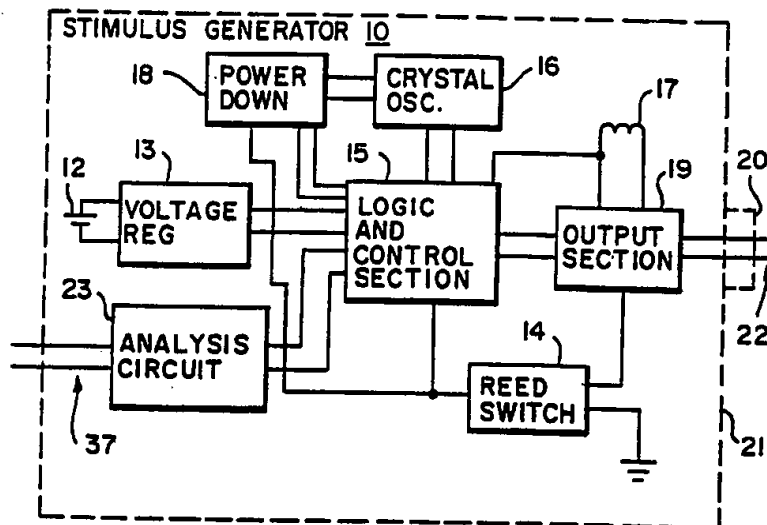 STIMULUS GENERATOR 10
18
POWER
DOWN
CRYSTAL
OSC.
16
17
12
13
VOLTAGE
REG
15
LOGIC
AND
CONTROL
SECTION
19
OUTPUT
SECTION
20
22
23
ANALYSIS
CIRCUIT
37
14
REED
SWITCH
21